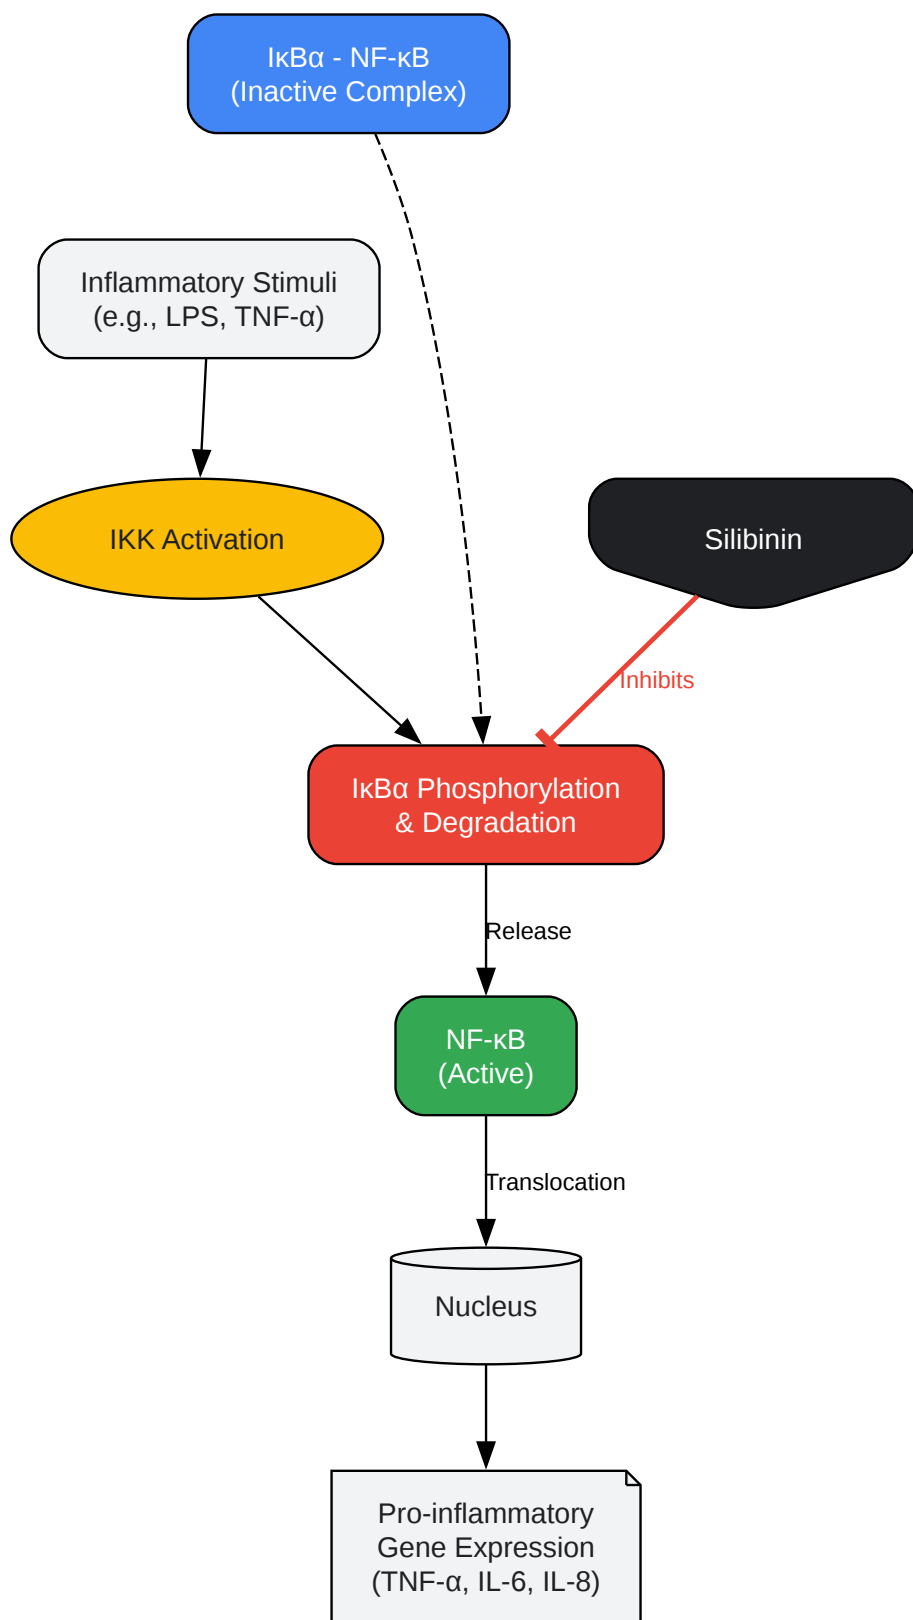 IκBα - NF-κB
(Inactive Complex)
Inflammatory Stimuli
(e.g., LPS, TNF-α)
IKK Activation
Silibinin
Inhibits
IκBα Phosphorylation
& Degradation
Release
NF-κB
(Active)
Translocation
Nucleus
Pro-inflammatory
Gene Expression
(TNF-α, IL-6, IL-8)